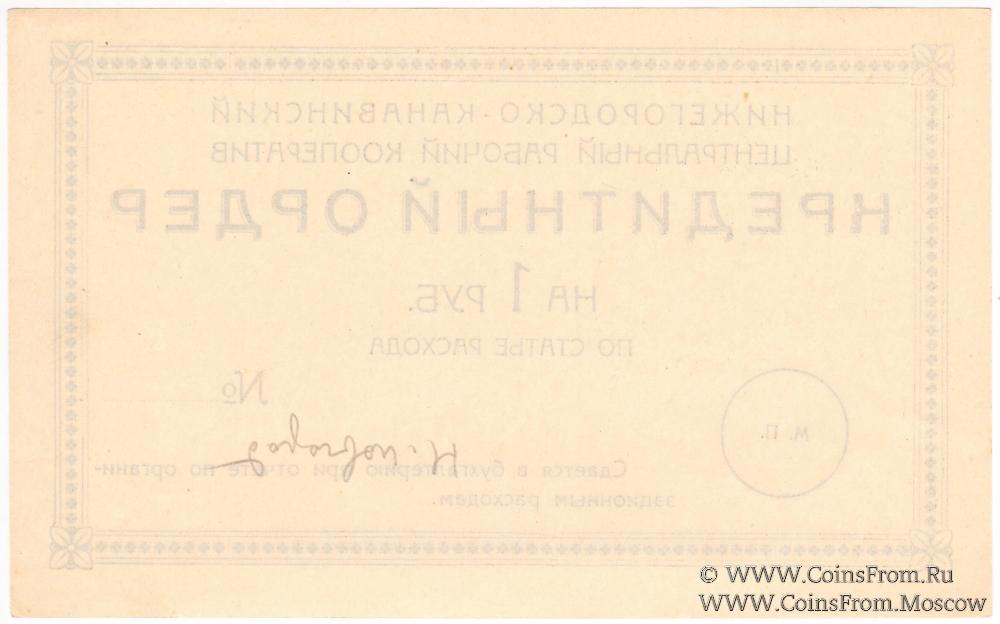 НИЖЕГОРОДСКО-КАНАВИНСКИЙ
ЦЕНТРАЛЬНЫЙ РАБОЧИЙ КООПЕРАТИВ
КРЕДИТНЫЙ ОРДЕР
НА 1 РУБ.
ПО СТАТЬЕ РАСХОДА
№
М. П.
Н. Новгород
Сдается в бухгалтерию при отчете по органи-
зационным расходам.
© WWW.CoinsFrom.Ru
WWW.CoinsFrom.Moscow